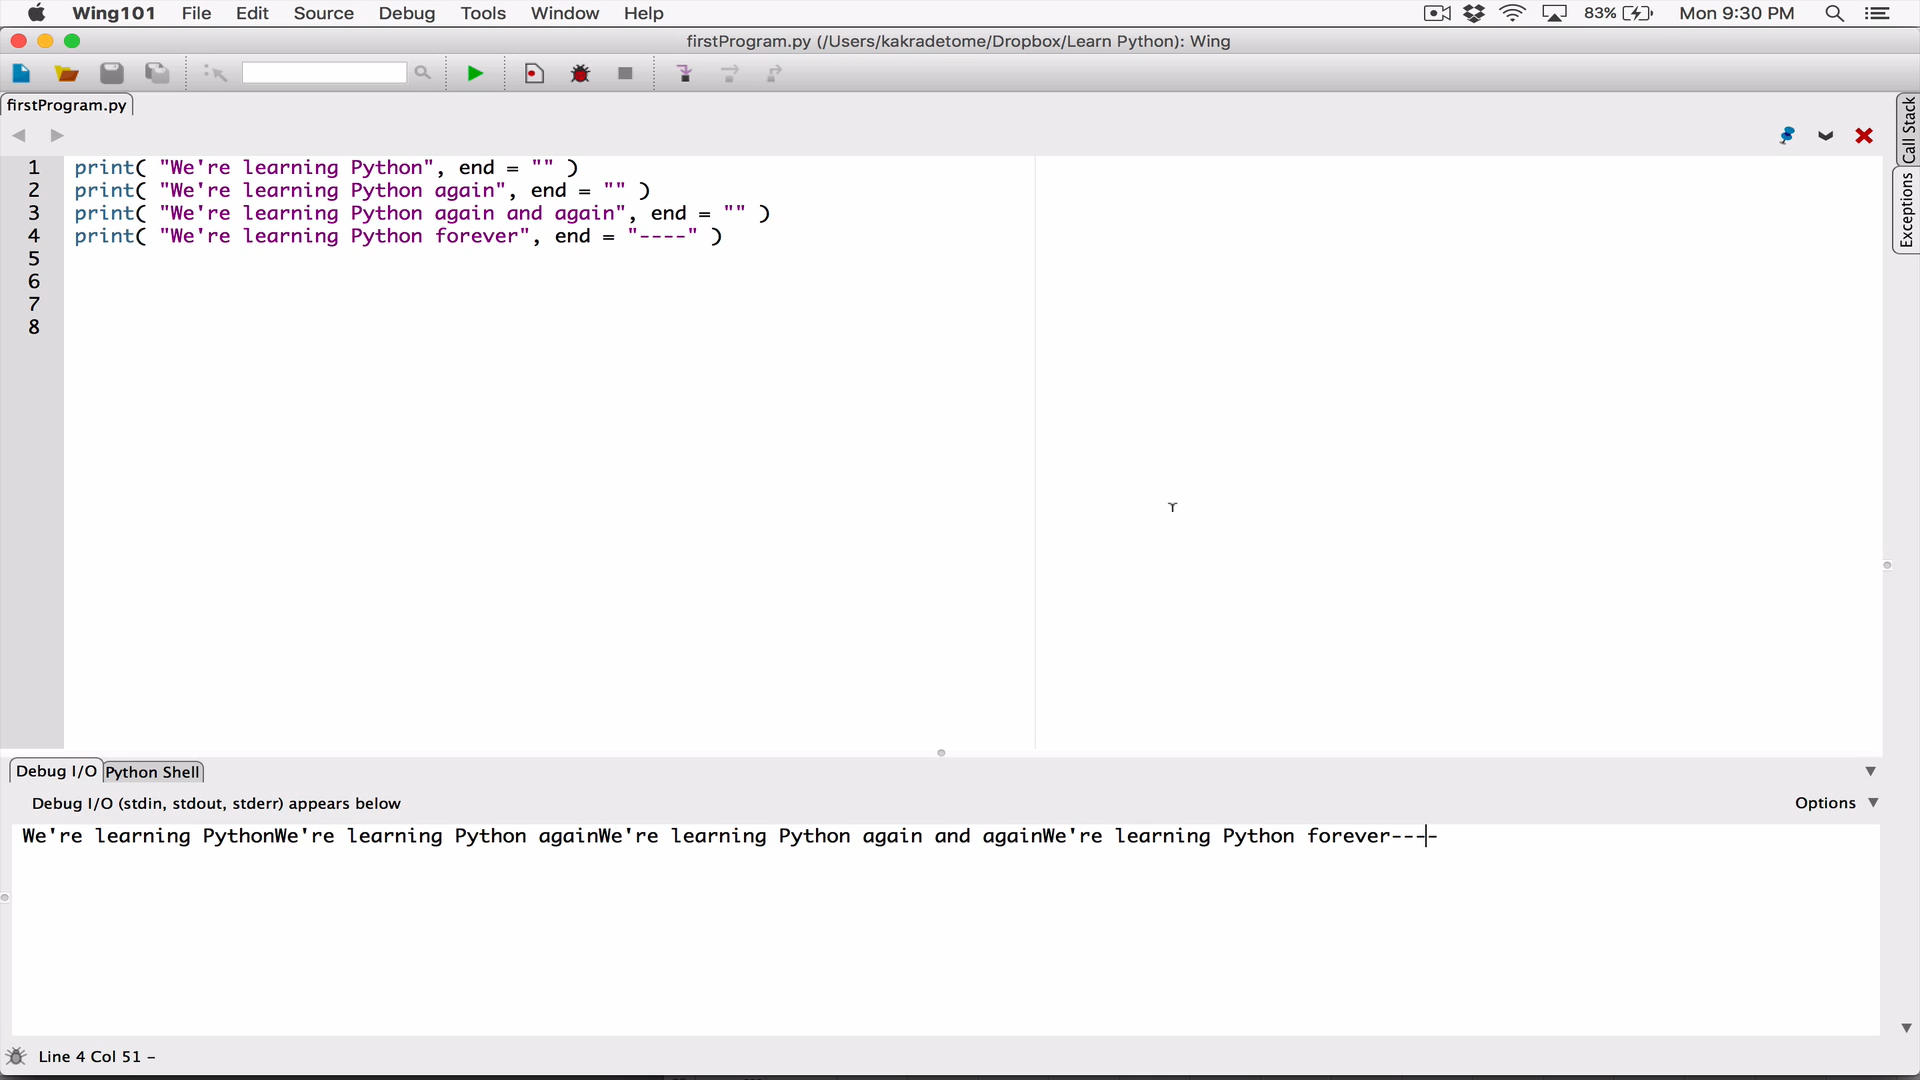 Wing101 File Edit Source Debug Tools Window Help 83% Mon 9:30 PM
firstProgram.py (/Users/kakradetome/Dropbox/Learn Python): Wing
firstProgram.py
Call Stack
Exceptions
1 print( "We're learning Python", end = "" )
2 print( "We're learning Python again", end = "" )
3 print( "We're learning Python again and again", end = "" )
4 print( "We're learning Python forever", end = "----" )
5
6
7
8
Debug I/O Python Shell
Debug I/O (stdin, stdout, stderr) appears below Options
We're learning PythonWe're learning Python againWe're learning Python again and againWe're learning Python forever----
Line 4 Col 51 -